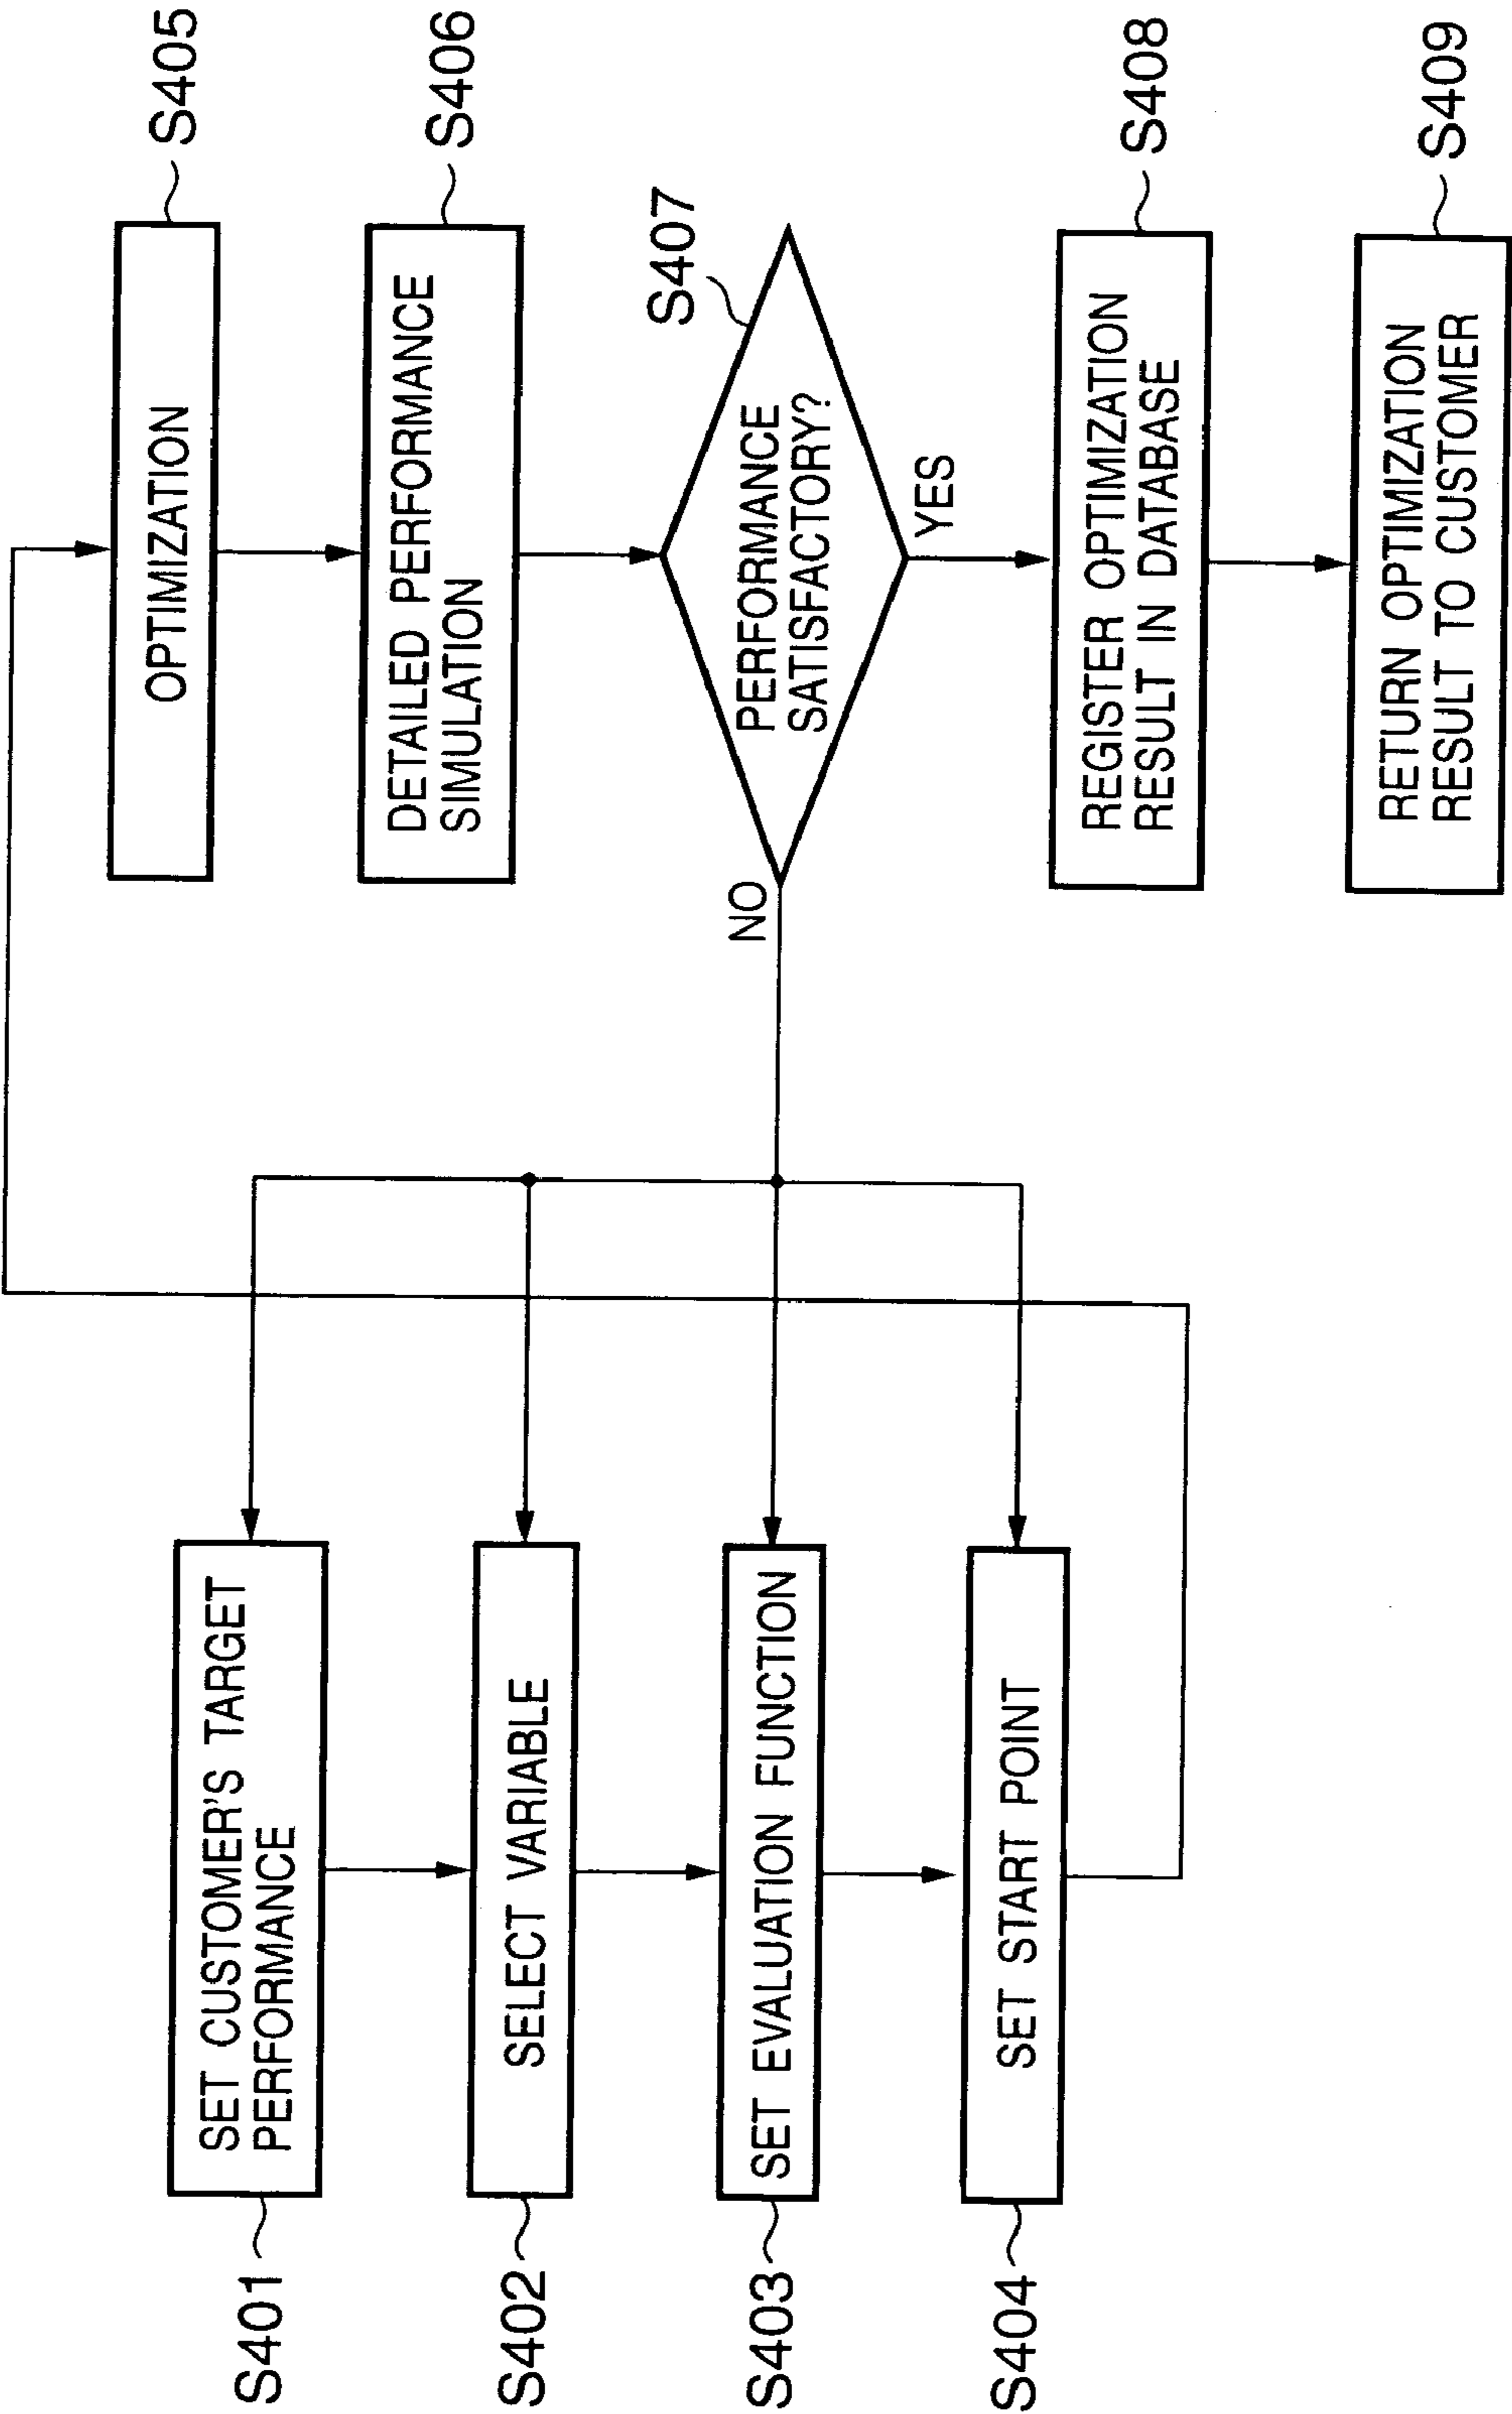 S401
SET CUSTOMER'S TARGET
PERFORMANCE
S402
SELECT VARIABLE
S403
SET EVALUATION FUNCTION
S404
SET START POINT
S405
OPTIMIZATION
S406
DETAILED PERFORMANCE
SIMULATION
S407
PERFORMANCE
SATISFACTORY?
NO
YES
S408
REGISTER OPTIMIZATION
RESULT IN DATABASE
S409
RETURN OPTIMIZATION
RESULT TO CUSTOMER